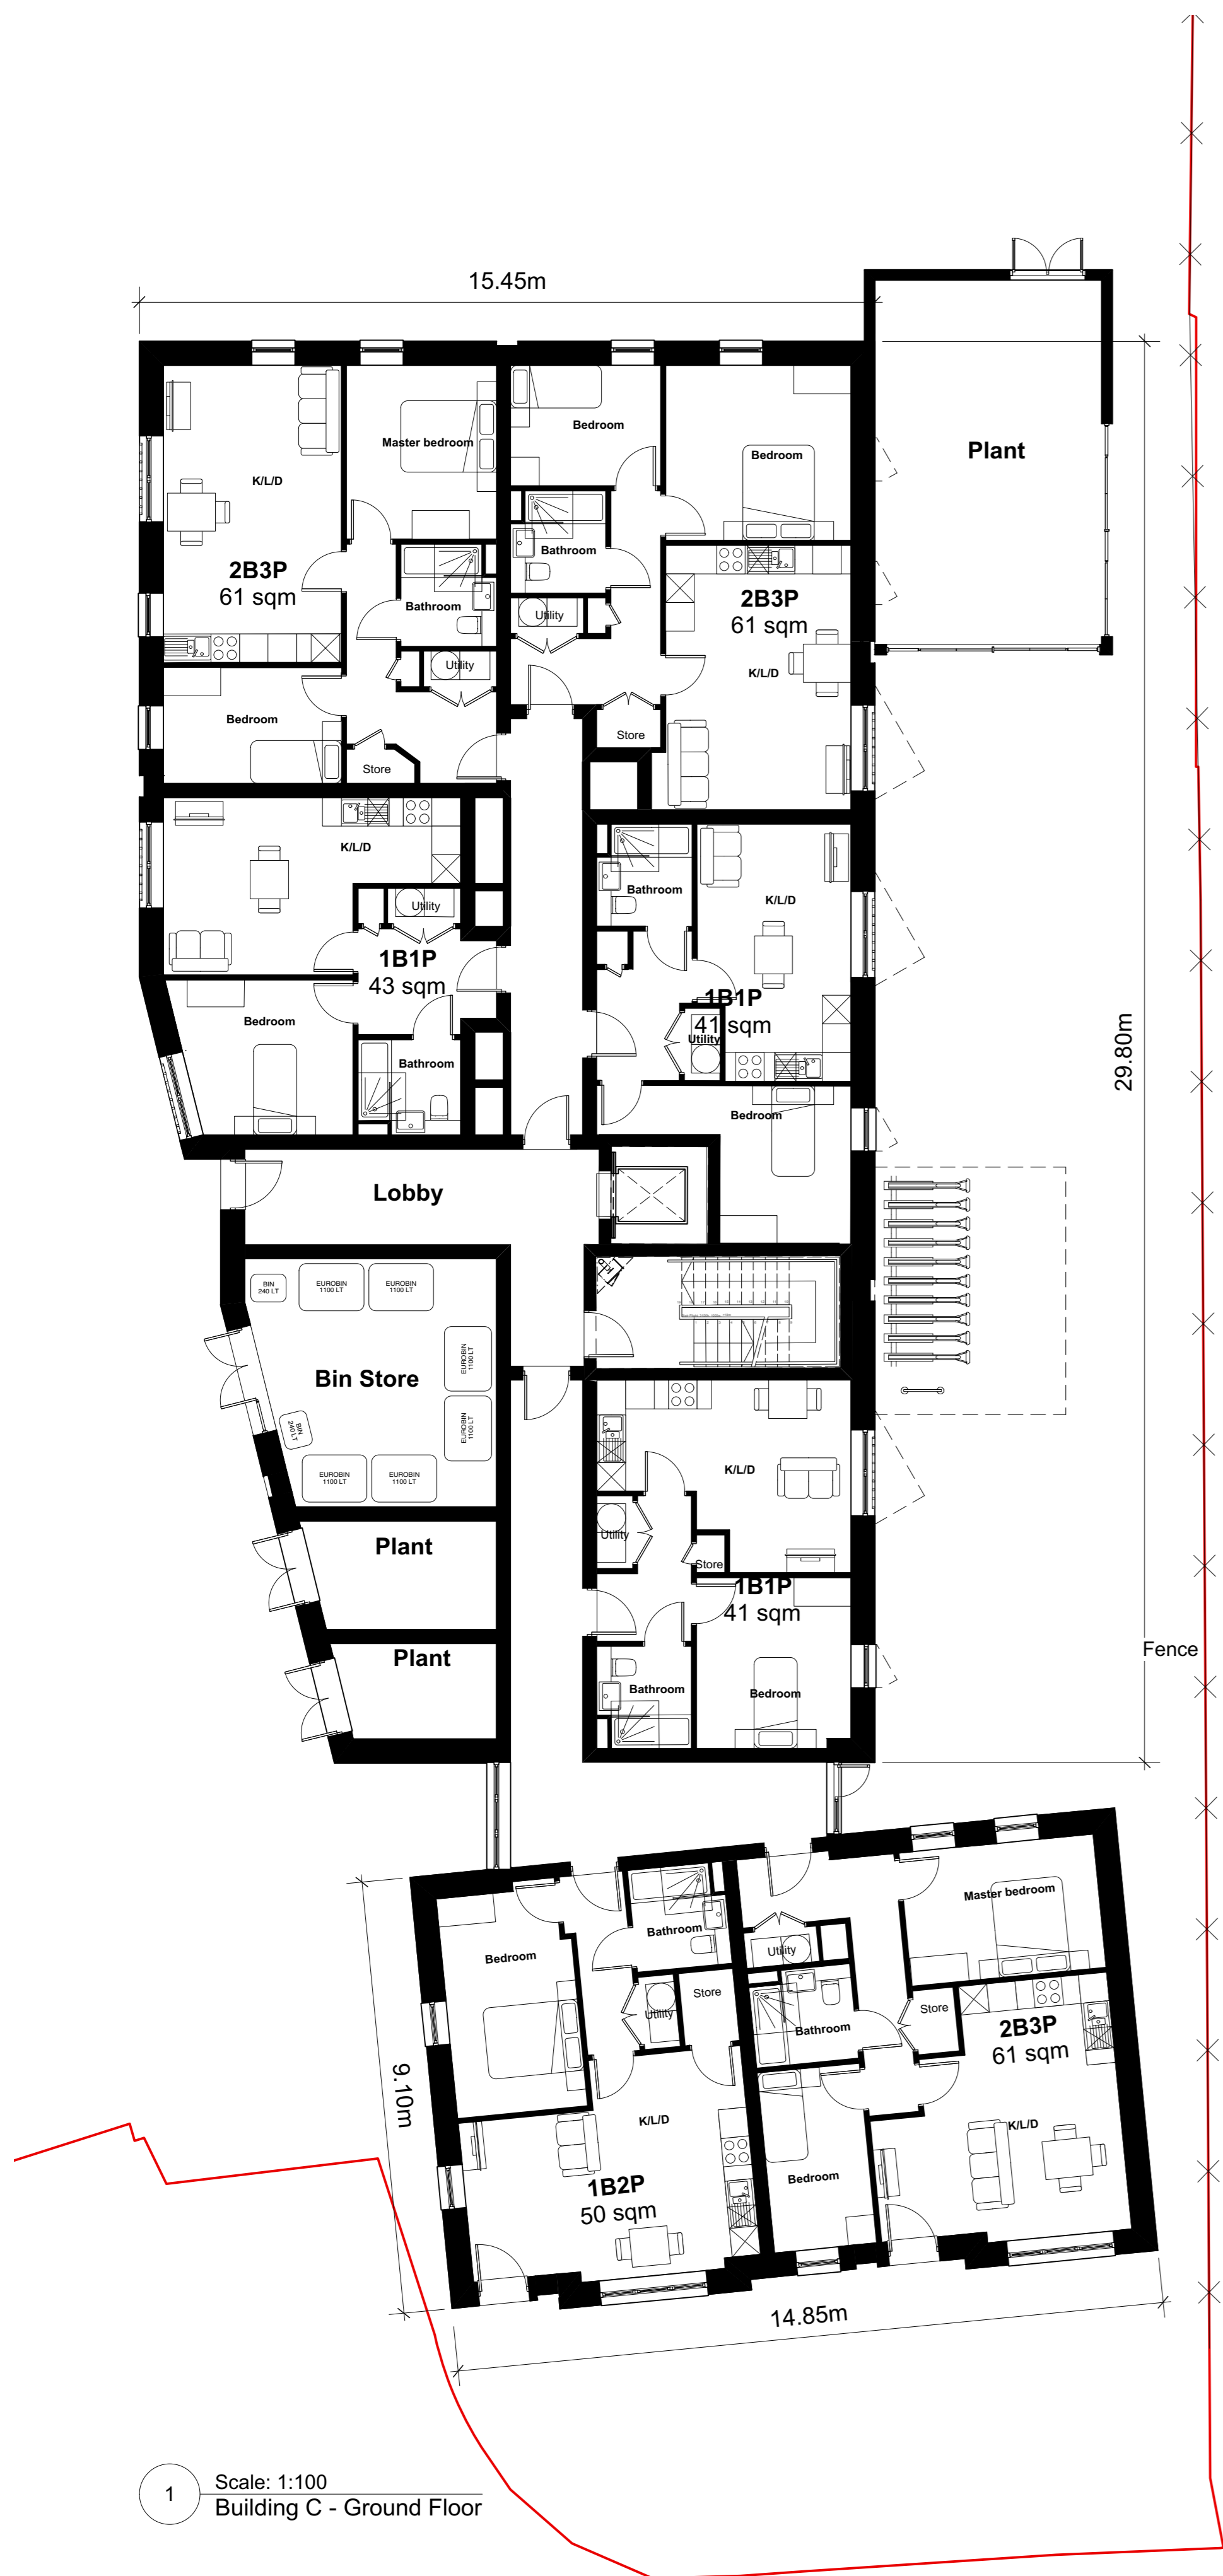 15.45m
Master bedroom
Bedroom
Bedroom
Plant
K/L/D
2B3P
61 sqm
Bathroom
Bathroom
Utility
2B3P
61 sqm
K/L/D
Utility
Bedroom
Store
Store
K/L/D
Utility
1B1P
43 sqm
Bedroom
Bathroom
Bathroom
K/L/D
1B1P
41 sqm
Utility
Bedroom
29.80m
Lobby
BIN
240 LT
EUROBIN
1100 LT
EUROBIN
1100 LT
EUROBIN
1100 LT
EUROBIN
1100 LT
Bin Store
BIN
240 LT
EUROBIN
1100 LT
EUROBIN
1100 LT
K/L/D
Utility
Store
1B1P
41 sqm
Plant
Plant
Bathroom
Bedroom
Fence
Bedroom
Bathroom
Utility
Store
Master bedroom
Utility
Bathroom
Store
2B3P
61 sqm
9.10m
K/L/D
1B2P
50 sqm
Bedroom
K/L/D
14.85m
1
Scale: 1:100
Building C - Ground Floor